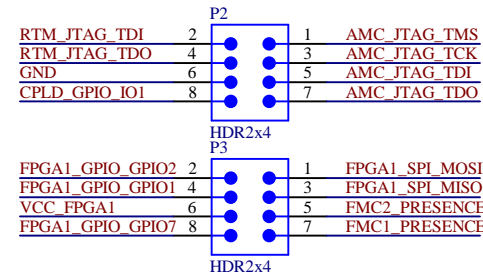 P2
RTM_JTAG_TDI 2 1 AMC_JTAG_TMS
RTM_JTAG_TDO 4 3 AMC_JTAG_TCK
GND 6 5 AMC_JTAG_TDI
CPLD_GPIO_IO1 8 7 AMC_JTAG_TDO
HDR2x4
P3
FPGA1_GPIO_GPIO2 2 1 FPGA1_SPI_MOSI
FPGA1_GPIO_GPIO1 4 3 FPGA1_SPI_MISO
VCC_FPGA1 6 5 FMC2_PRESENCE
FPGA1_GPIO_GPIO7 8 7 FMC1_PRESENCE
HDR2x4